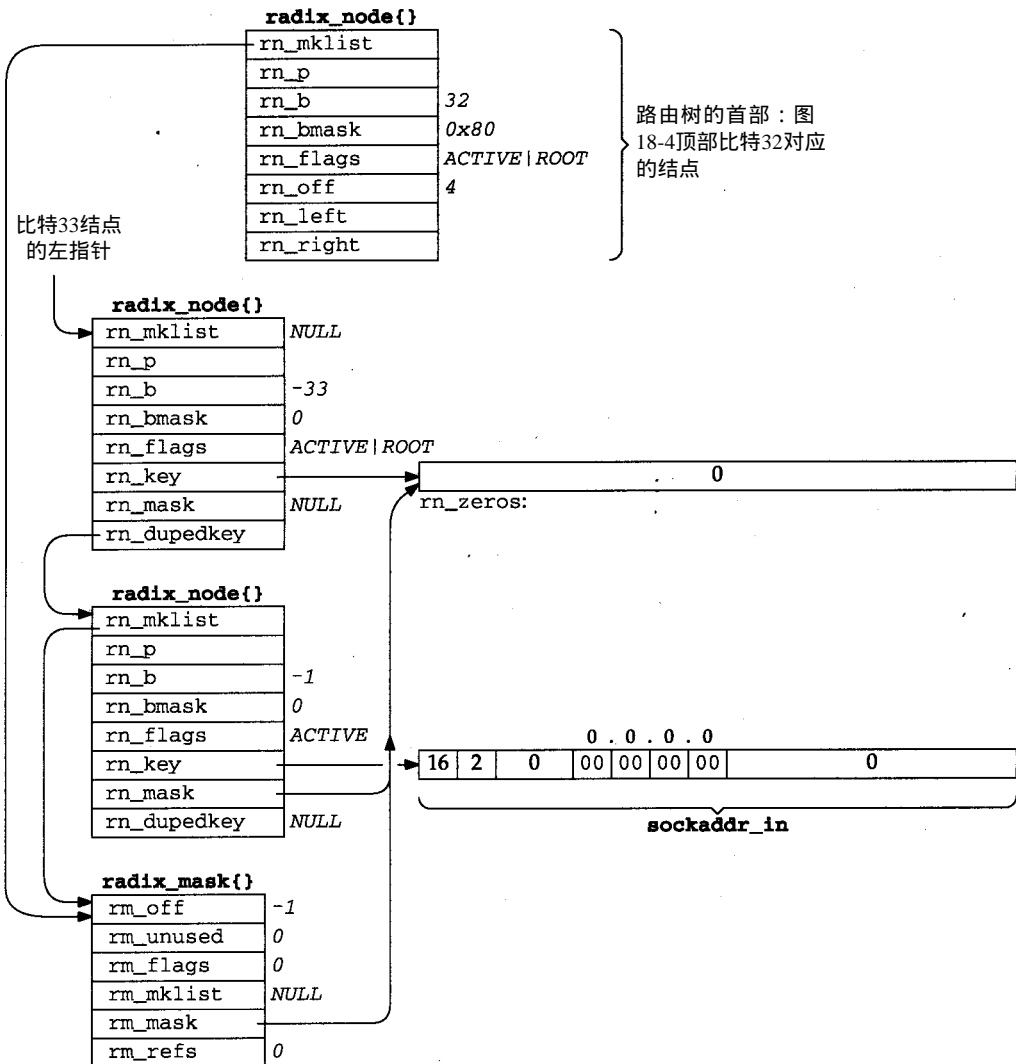 radix_node{}
rn_mklist
rn_p
rn_b 32
rn_bmask 0x80
rn_flags ACTIVE|ROOT
rn_off 4
rn_left
rn_right
路由树的首部：图
18-4顶部比特32对应
的结点
比特33结点
的左指针
radix_node{}
rn_mklist NULL
rn_p
rn_b -33
rn_bmask 0
rn_flags ACTIVE|ROOT
rn_key
rn_mask NULL
rn_dupedkey
0
rn_zeros:
radix_node{}
rn_mklist
rn_p
rn_b -1
rn_bmask 0
rn_flags ACTIVE
rn_key
rn_mask
rn_dupedkey NULL
0 . 0 . 0 . 0
16 2 0 00 00 00 00 0
sockaddr_in
radix_mask{}
rm_off -1
rm_unused 0
rm_flags 0
rm_mklist NULL
rm_mask
rm_refs 0